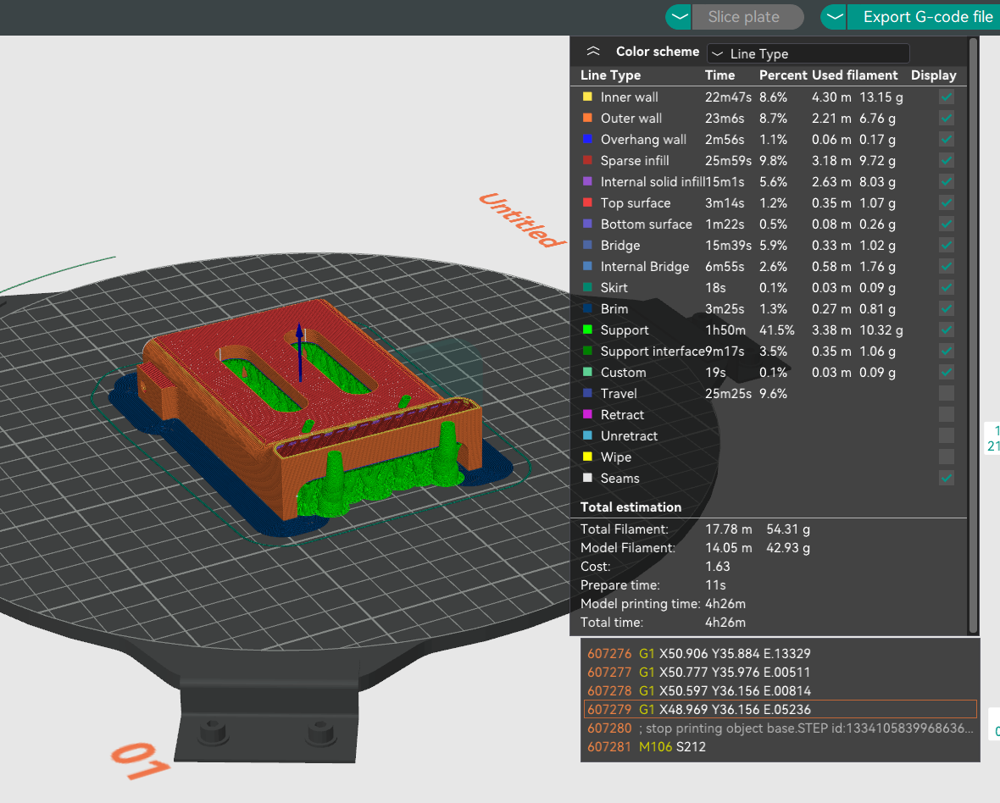 Slice plate
Export G-code file
Color scheme Line Type
Line Type Time Percent Used filament Display
Inner wall 22m47s 8.6% 4.30 m 13.15 g
Outer wall 23m6s 8.7% 2.21 m 6.76 g
Overhang wall 2m56s 1.1% 0.06 m 0.17 g
Sparse infill 25m59s 9.8% 3.18 m 9.72 g
Internal solid infill 15m1s 5.6% 2.63 m 8.03 g
Top surface 3m14s 1.2% 0.35 m 1.07 g
Bottom surface 1m22s 0.5% 0.08 m 0.26 g
Bridge 15m39s 5.9% 0.33 m 1.02 g
Internal Bridge 6m55s 2.6% 0.58 m 1.76 g
Skirt 18s 0.1% 0.03 m 0.09 g
Brim 3m25s 1.3% 0.27 m 0.81 g
Support 1h50m 41.5% 3.38 m 10.32 g
Support interface 9m17s 3.5% 0.35 m 1.06 g
Custom 19s 0.1% 0.03 m 0.09 g
Travel 25m25s 9.6%
Retract
Unretract
Wipe
Seams
Total estimation
Total Filament: 17.78 m 54.31 g
Model Filament: 14.05 m 42.93 g
Cost: 1.63
Prepare time: 11s
Model printing time: 4h26m
Total time: 4h26m
607276 G1 X50.906 Y35.884 E.13329
607277 G1 X50.777 Y35.976 E.00511
607278 G1 X50.597 Y36.156 E.00814
607279 G1 X48.969 Y36.156 E.05236
607280 ; stop printing object base.STEP id:1334105839968636...
607281 M106 S212
Untitled
01